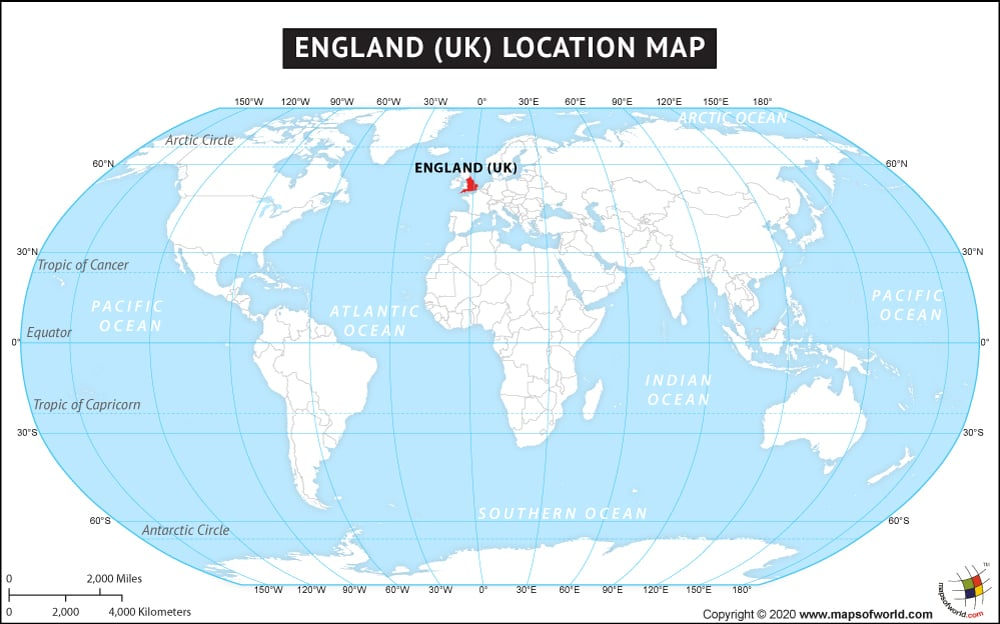 ENGLAND (UK) LOCATION MAP
150°W 120°W 90°W 60°W 30°W 0° 30°E 60°E 90°E 120°E 150°E 180°
ARCTIC OCEAN
Arctic Circle
60°N 60°N
ENGLAND (UK)
30°N 30°N
Tropic of Cancer
PACIFIC
OCEAN
ATLANTIC
OCEAN
PACIFIC
OCEAN
Equator
0° 0°
INDIAN
OCEAN
Tropic of Capricorn
30°S 30°S
SOUTHERN OCEAN
60°S 60°S
Antarctic Circle
150°W 120°W 90°W 60°W 30°W 0° 30°E 60°E 90°E 120°E 150°E 180°
0 2,000 Miles
0 2,000 4,000 Kilometers
Copyright © 2020 www.mapsofworld.com
mapsofworld.com
TM